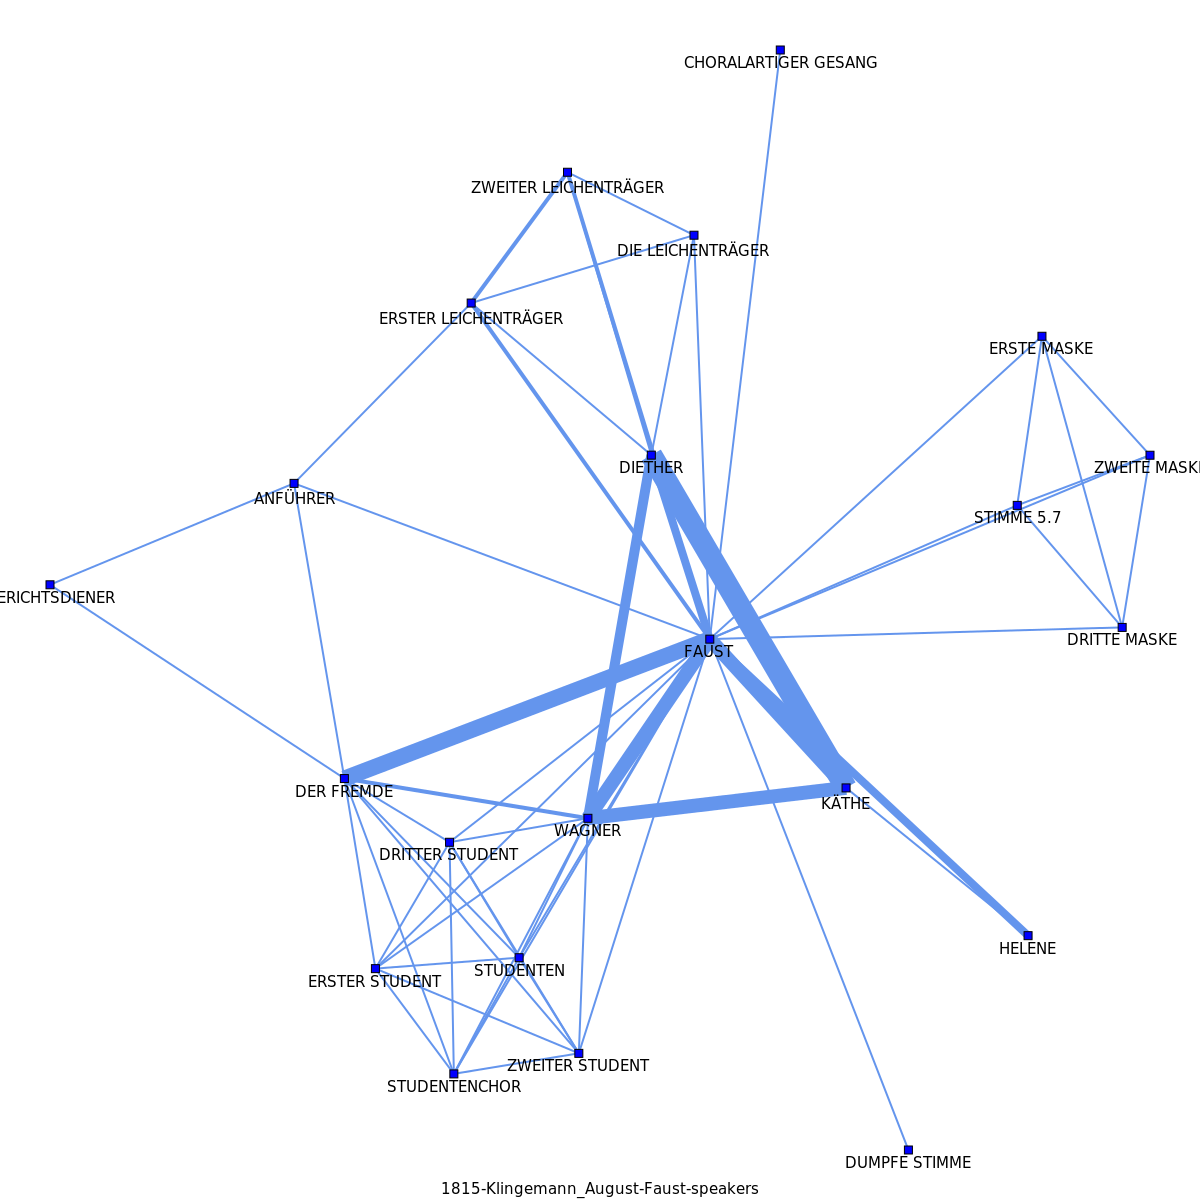 CHORALARTIGER GESANG
ZWEITER LEICHENTRÄGER
DIE LEICHENTRÄGER
ERSTER LEICHENTRÄGER
ERSTE MASKE
DIETHER
ZWEITE MASK
ANFÜHRER
STIMME 5.7
ERICHTSDIENER
DRITTE MASKE
FAUST
DER FREMDE
KÄTHE
WAGNER
DRITTER STUDENT
HELENE
STUDENTEN
ERSTER STUDENT
ZWEITER STUDENT
STUDENTENCHOR
DUMPFE STIMME
1815-Klingemann_August-Faust-speakers